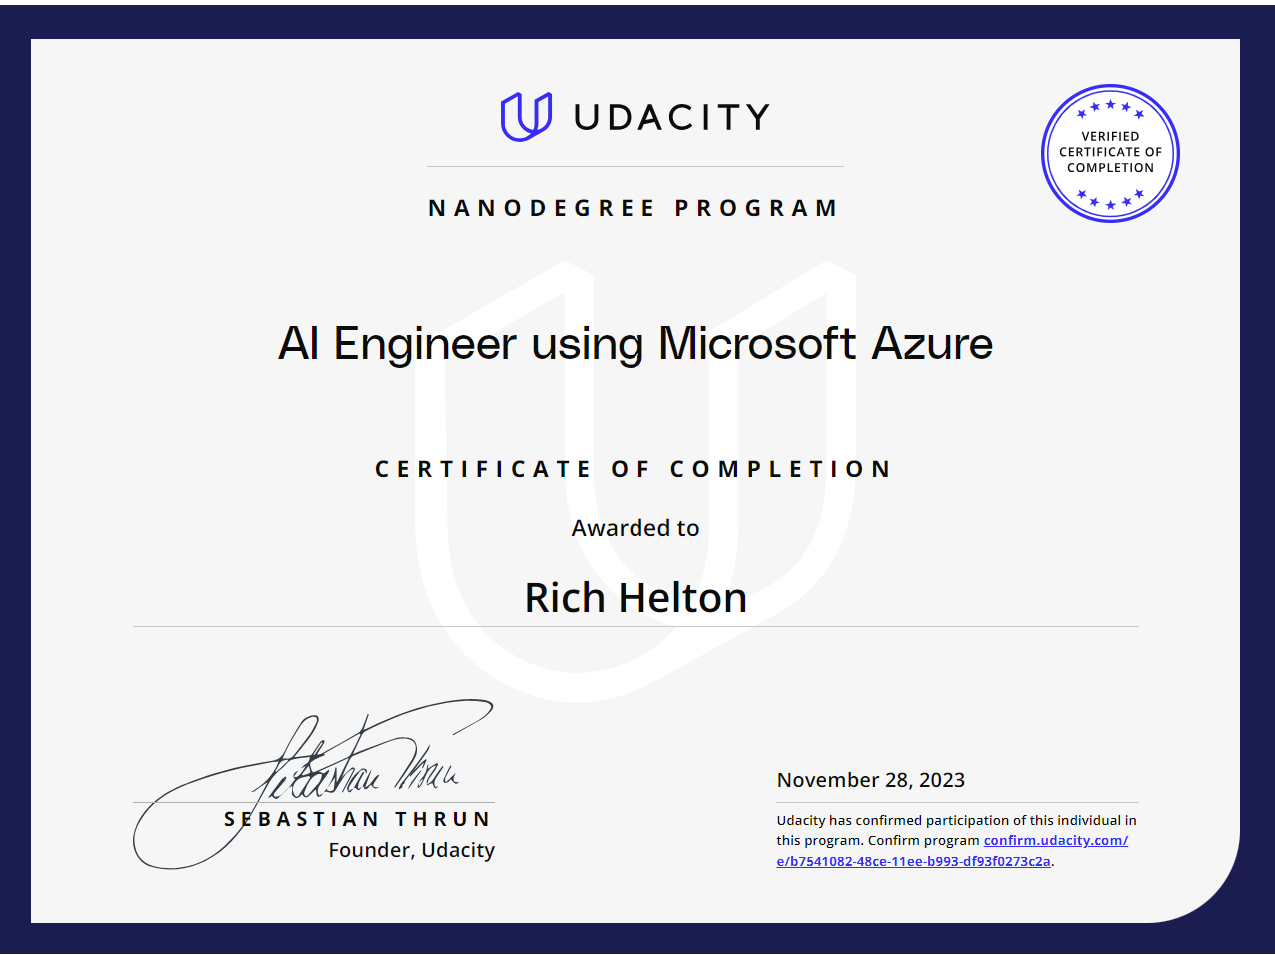 UDACITY
VERIFIED
CERTIFICATE OF
COMPLETION
NANODEGREE PROGRAM
AI Engineer using Microsoft Azure
CERTIFICATE OF COMPLETION
Awarded to
Rich Helton
Sebastian Thrun
SEBASTIAN THRUN
Founder, Udacity
November 28, 2023
Udacity has confirmed participation of this individual in
this program. Confirm program confirm.udacity.com/
e/b7541082-48ce-11ee-b993-df93f0273c2a.